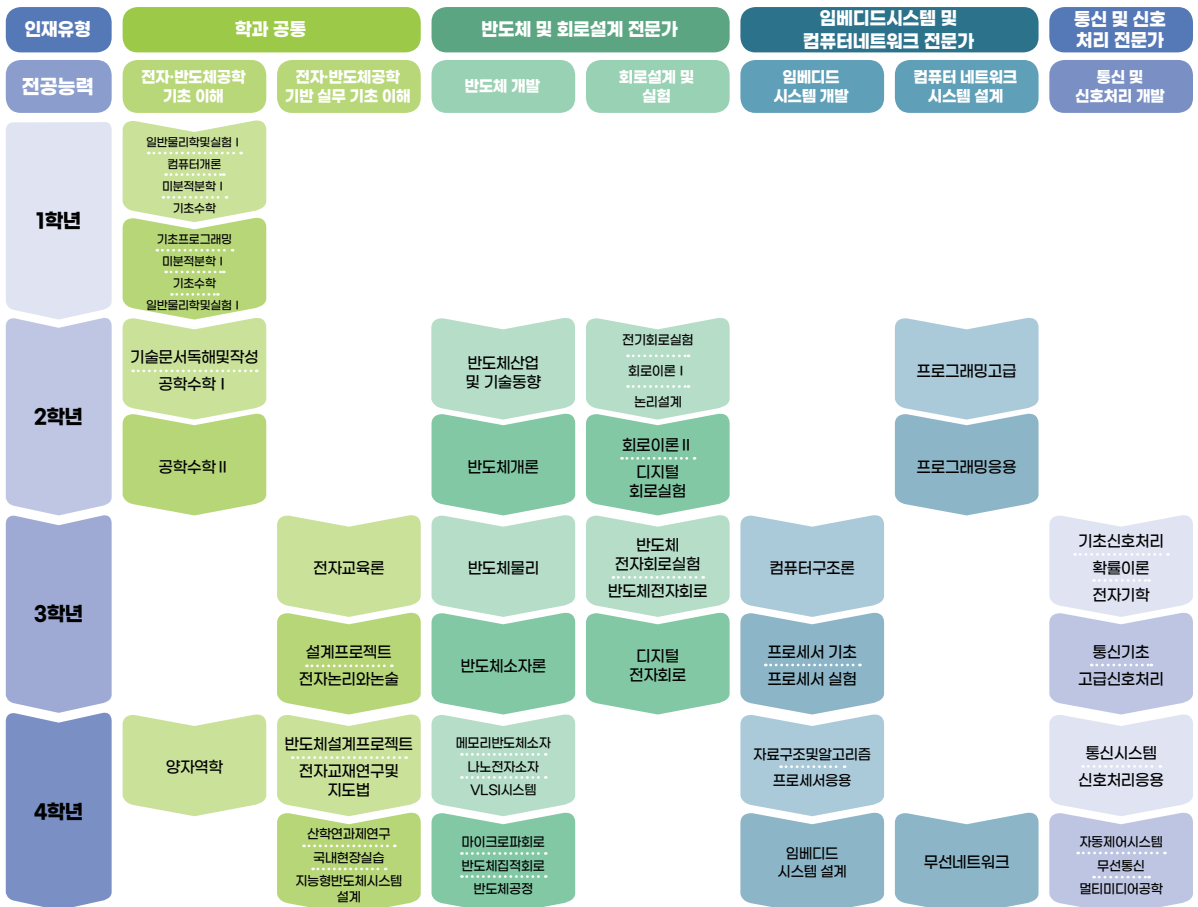 인재유형
학과 공통
반도체 및 회로설계 전문가
임베디드시스템 및
컴퓨터네트워크 전문가
통신 및 신호
처리 전문가
전공능력
전자·반도체공학
기초 이해
전자·반도체공학
기반 실무 기초 이해
반도체 개발
회로설계 및
실험
임베디드
시스템 개발
컴퓨터 네트워크
시스템 설계
통신 및
신호처리 개발
1학년
일반물리학및실험 I
컴퓨터개론
미분적분학 I
기초수학
기초프로그래밍
미분적분학 I
기초수학
일반물리학및실험 I
2학년
기술문서독해및작성
공학수학 I
반도체산업
및 기술동향
전기회로실험
회로이론 I
논리설계
프로그래밍고급
공학수학 II
반도체개론
회로이론 II
디지털
회로실험
프로그래밍응용
3학년
전자교육론
반도체물리
반도체
전자회로실험
반도체전자회로
컴퓨터구조론
기초신호처리
확률이론
전자기학
설계프로젝트
전자논리와논술
반도체소자론
디지털
전자회로
프로세서 기초
프로세서 실험
통신기초
고급신호처리
4학년
양자역학
반도체설계프로젝트
전자교재연구및
지도법
메모리반도체소자
나노전자소자
VLSI시스템
자료구조및알고리즘
프로세서응용
통신시스템
신호처리응용
산학연과제연구
국내현장실습
지능형반도체시스템
설계
마이크로파회로
반도체집적회로
반도체공정
임베디드
시스템 설계
무선네트워크
자동제어시스템
무선통신
멀티미디어공학